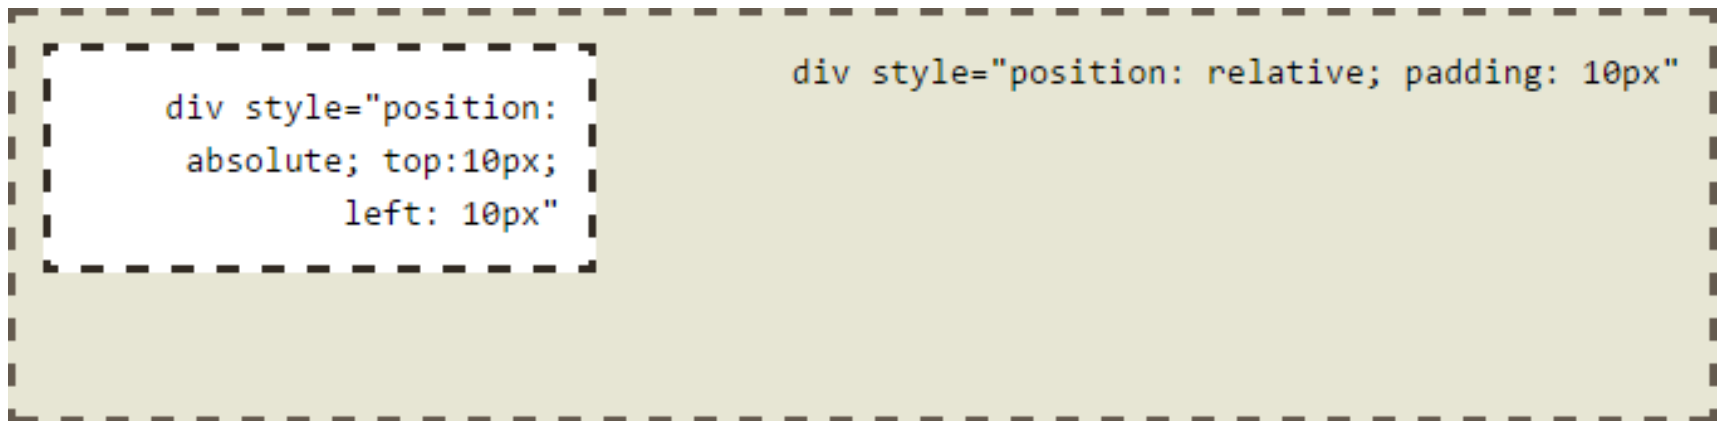 div style="position: relative; padding: 10px"
div style="position:
absolute; top:10px;
left: 10px"